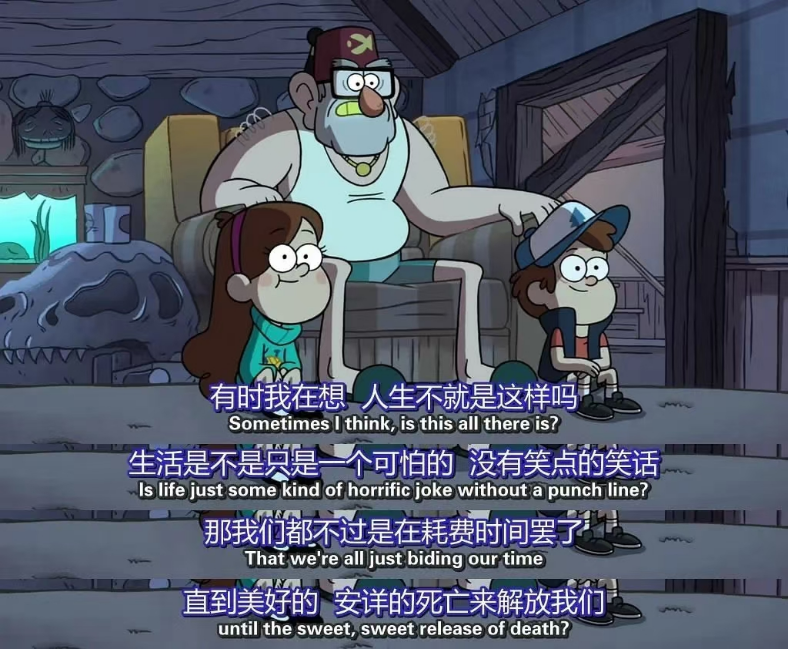 有时我在想 人生不就是这样吗
Sometimes I think, is this all there is?
生活是不是只是一个可怕的 没有笑点的笑话
Is life just some kind of horrific joke without a punch line?
那我们都不过是在耗费时间罢了
That we're all just biding our time
直到美好的 安详的死亡来解放我们
until the sweet, sweet release of death?